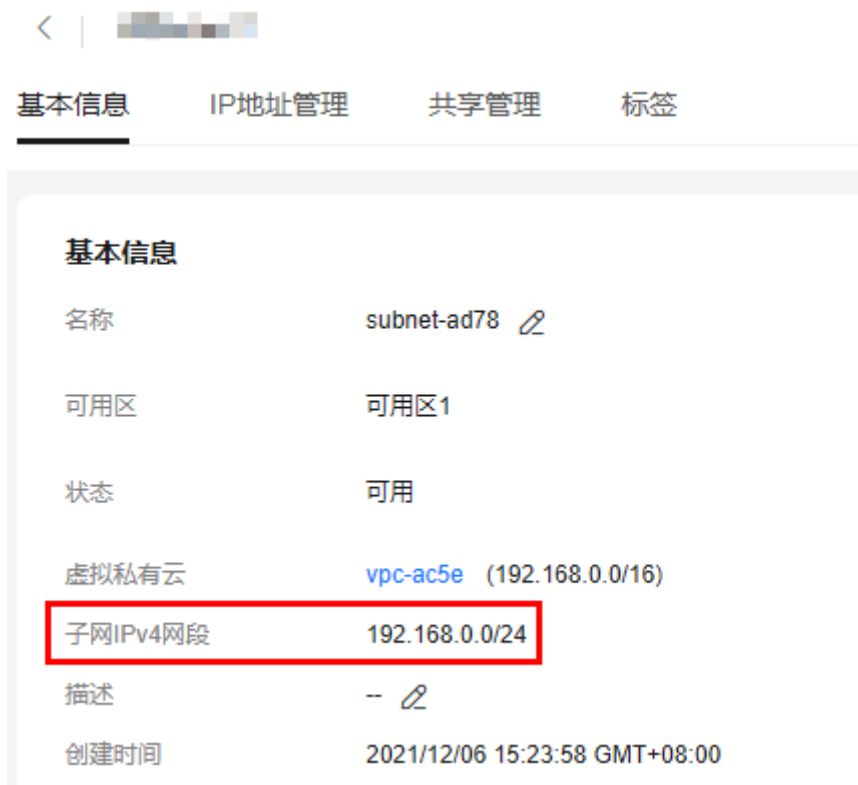 基本信息 IP地址管理 共享管理 标签
基本信息
名称 subnet-ad78
可用区 可用区1
状态 可用
虚拟私有云 vpc-ac5e (192.168.0.0/16)
子网IPv4网段 192.168.0.0/24
描述 --
创建时间 2021/12/06 15:23:58 GMT+08:00